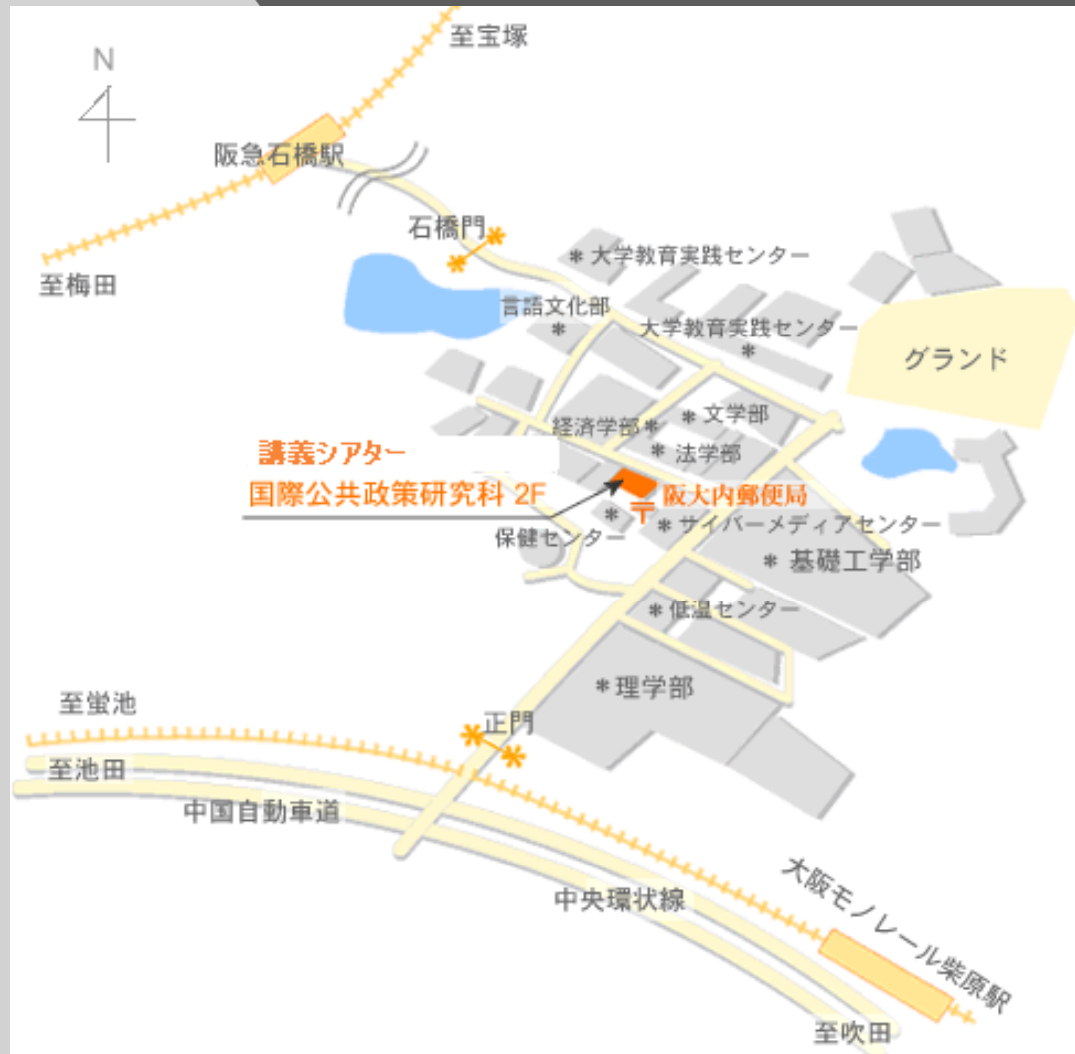 至宝塚
N
阪急石橋駅
石橋門
大学教育実践センター
至梅田
言語文化部
大学教育実践センター
グランド
文学部
経済学部
法学部
講義シアター
国際公共政策研究科 2F
阪大内郵便局
〒
サイバーメディアセンター
保健センター
基礎工学部
低温センター
理学部
至蛍池
正門
至池田
中国自動車道
大阪モノレール柴原駅
中央環状線
至吹田